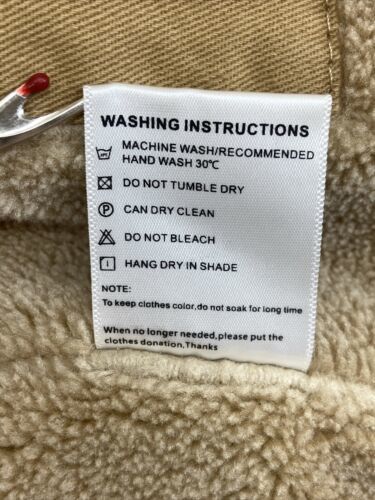 WASHING INSTRUCTIONS
MACHINE WASH/RECOMMENDED
HAND WASH 30℃
DO NOT TUMBLE DRY
P CAN DRY CLEAN
DO NOT BLEACH
HANG DRY IN SHADE
NOTE:
To keep clothes color,do not soak for long time
When no longer needed,please put the
clothes donation,Thanks